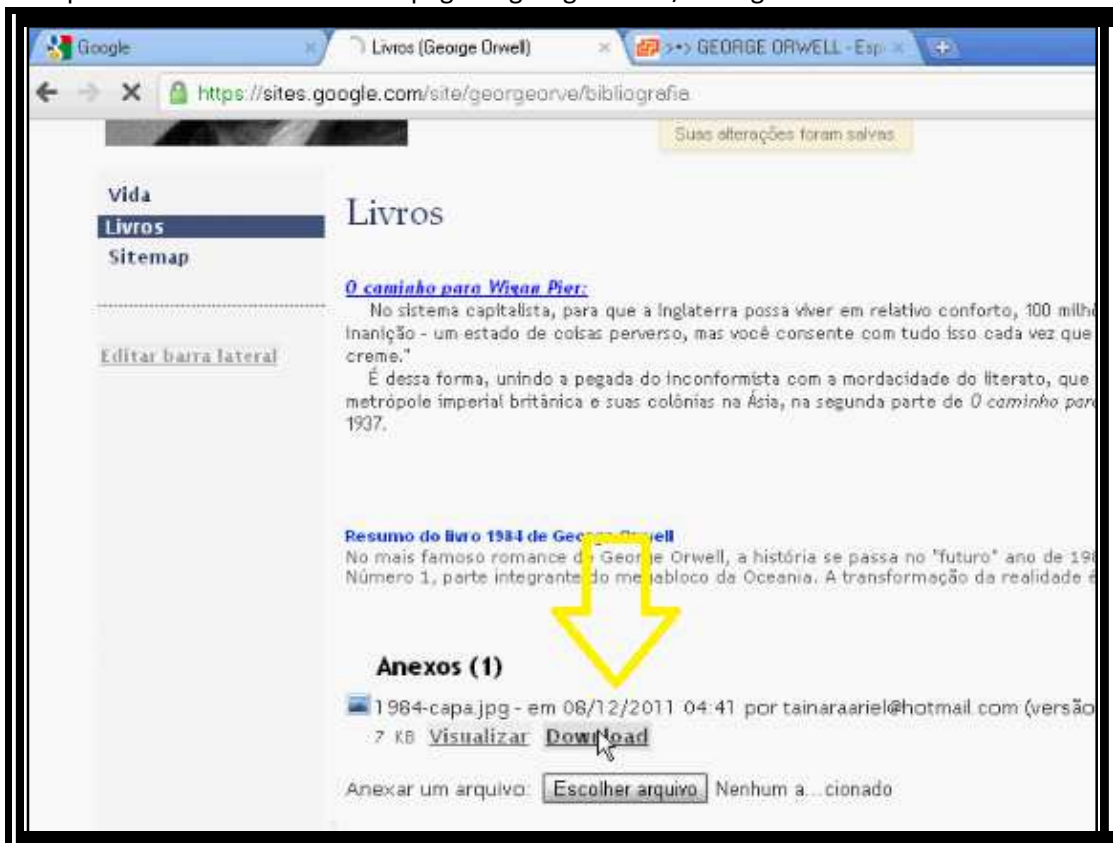 Google
Livros (George Orwell)
>•> GEORGE ORWELL - Esp
https://sites.google.com/site/georgeorve/bibliografia
Suas alterações foram salvas
Vida
Livros
Sitemap
Editar barra lateral
Livros
O caminho para Wigan Pier:
No sistema capitalista, para que a Inglaterra possa viver em relativo conforto, 100 milh
inanição - um estado de coisas perverso, mas você consente com tudo isso cada vez que
creme."
É dessa forma, unindo a pegada do inconformista com a mordacidade do literato, que
metrópole imperial britânica e suas colônias na Ásia, na segunda parte de O caminho par
1937.
Resumo do livro 1984 de George Orwell
No mais famoso romance de George Orwell, a história se passa no "futuro" ano de 198
Número 1, parte integrante do megabloco da Oceania. A transformação da realidade é
Anexos (1)
1984-capa.jpg - em 08/12/2011 04:41 por tainaraariel@hotmail.com (versão
7 KB Visualizar Download
Anexar um arquivo: Escolher arquivo Nenhum a...cionado